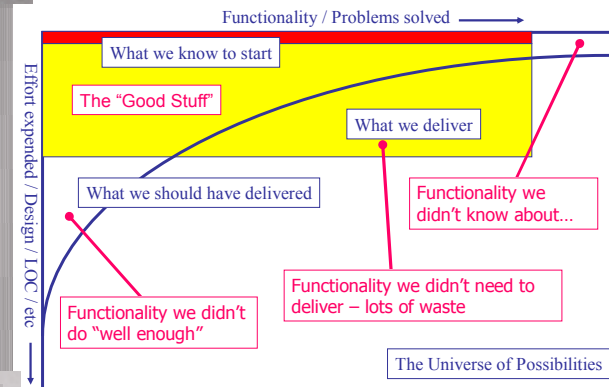 Functionality / Problems solved
What we know to start
The “Good Stuff”
Effort expended / Design / LOC / etc
What we deliver
What we should have delivered
Functionality we
didn’t know about…
Functionality we didn’t need to
deliver – lots of waste
Functionality we didn’t
do “well enough”
The Universe of Possibilities